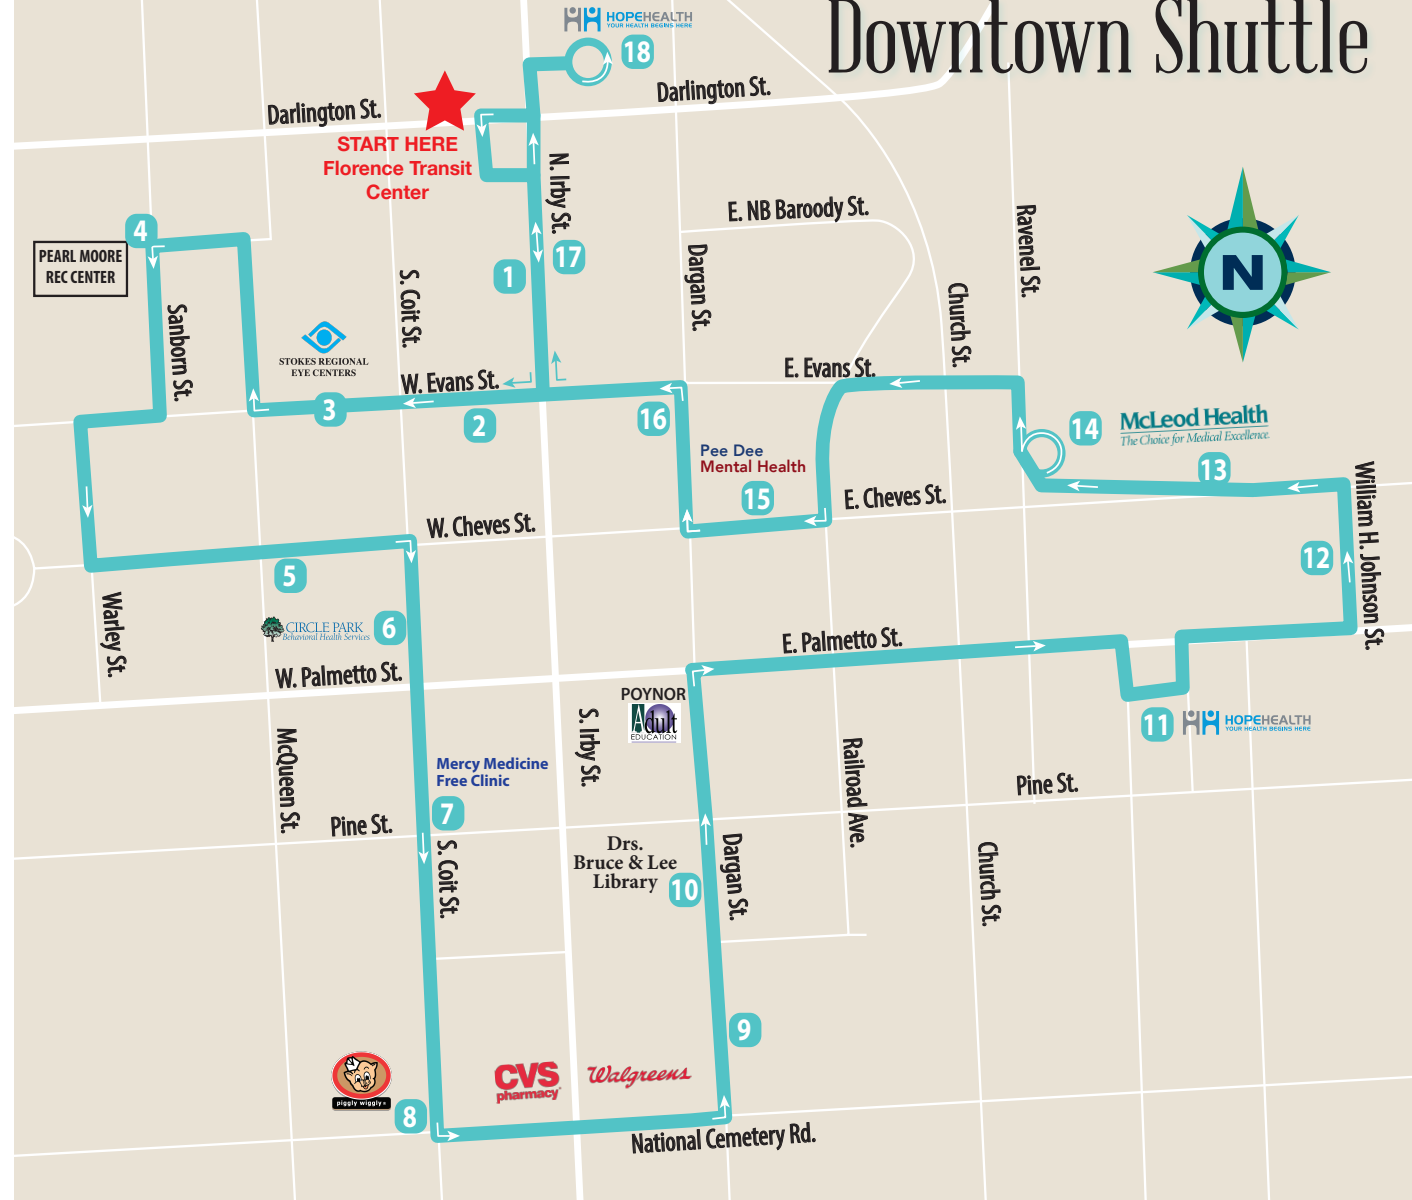 Downtown Shuttle
HOPEHEALTH
YOUR HEALTH BEGINS HERE
18
Darlington St.
Darlington St.
START HERE
Florence Transit
Center
N. Irby St.
4
PEARL MOORE
REC CENTER
E. NB Baroody St.
Ravenel St.
N
1
17
Dargan St.
S. Coit St.
Church St.
Sanborn St.
STOKES REGIONAL
EYE CENTERS
W. Evans St.
E. Evans St.
3
2
16
14
McLeod Health
The Choice for Medical Excellence.
Pee Dee
Mental Health
13
15
E. Cheves St.
William H. Johnson St.
W. Cheves St.
12
5
Warley St.
CIRCLE PARK
Behavioral Health Services
6
E. Palmetto St.
W. Palmetto St.
POYNOR
Adult
EDUCATION
11
HOPEHEALTH
YOUR HEALTH BEGINS HERE
S. Irby St.
McQueen St.
Railroad Ave.
Mercy Medicine
Free Clinic
Pine St.
7
Pine St.
S. Coit St.
Drs.
Bruce & Lee
Library
10
Dargan St.
Church St.
9
CVS
pharmacy
Walgreens
piggly wiggly
8
National Cemetery Rd.